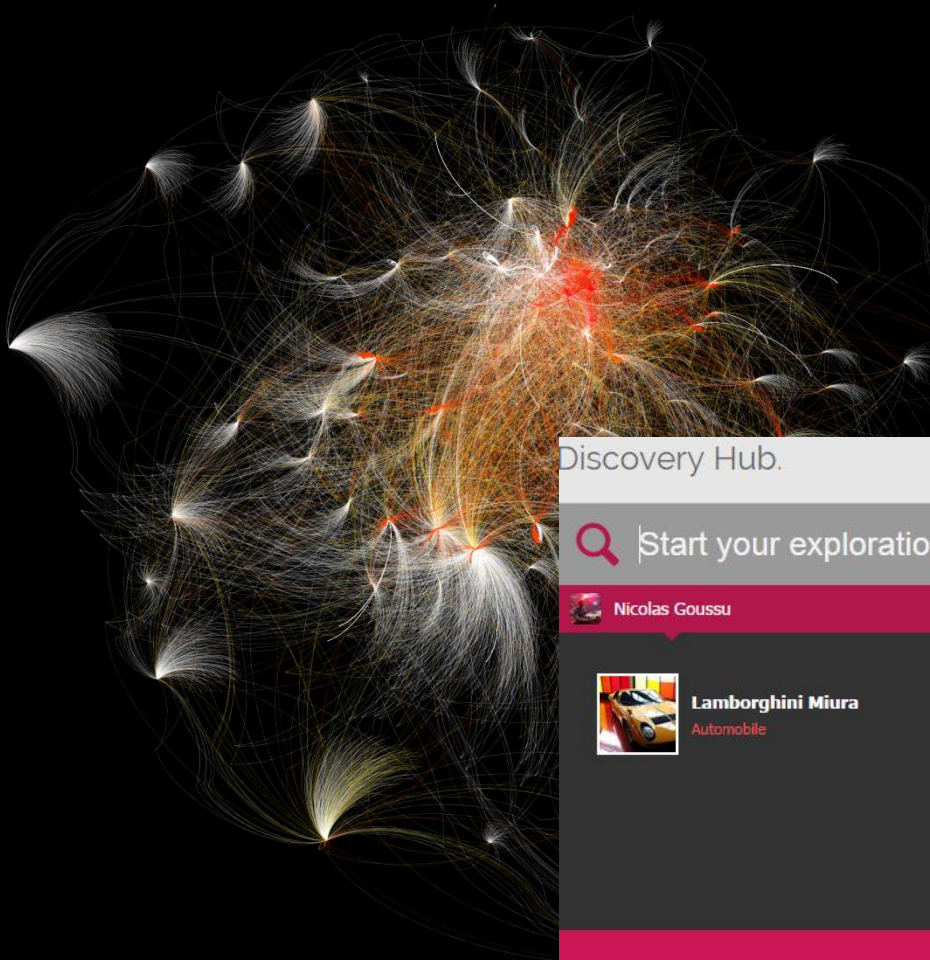 Discovery Hub.
Start your exploratio
Nicolas Goussu
Lamborghini Miura
Automobile